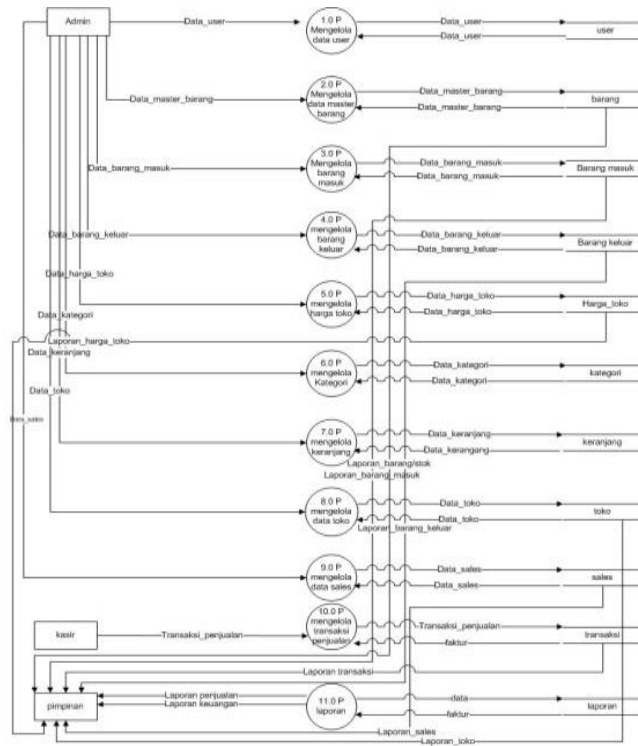 Admin
Data_user
1.0 P
Mengelola
data user
Data_user
Data_user
user
Data_master_barang
2.0 P
Mengelola
data master
barang
Data_master_barang
Data_master_barang
barang
Data_barang_masuk
3.0 P
Mengelola
barang
masuk
Data_barang_masuk
Data_barang_masuk
Barang masuk
Data_barang_keluar
4.0 P
mengelola
barang
keluar
Data_barang_keluar
Data_barang_keluar
Barang keluar
Data_harga_toko
5.0 P
mengelola
harga toko
Data_harga_toko
Data_harga_toko
Harga_toko
Data_kategori
Laporan_harga_toko
Data_keranjang
6.0 P
mengelola
Kategori
Data_kategori
Data_kategori
kategori
Data_toko
Data_sales
7.0 P
mengelola
keranjang
Data_keranjang
Data_kerangang
keranjang
Laporan_barang/stok
Laporan_barang_masuk
8.0 P
mengelola
data toko
Data_toko
Data_toko
toko
Laporan_barang_keluar
9.0 P
mengelola
data sales
Data_sales
Data_sales
sales
kasir
Transaksi_penjualan
10.0 P
mengelola
transaksi
penjualan
Transaksi_penjualan
faktur
transaksi
Laporan transaksi
pimpinan
Laporan penjualan
Laporan keuangan
11.0 P
laporan
data
faktur
laporan
Laporan_sales
Laporan_toko